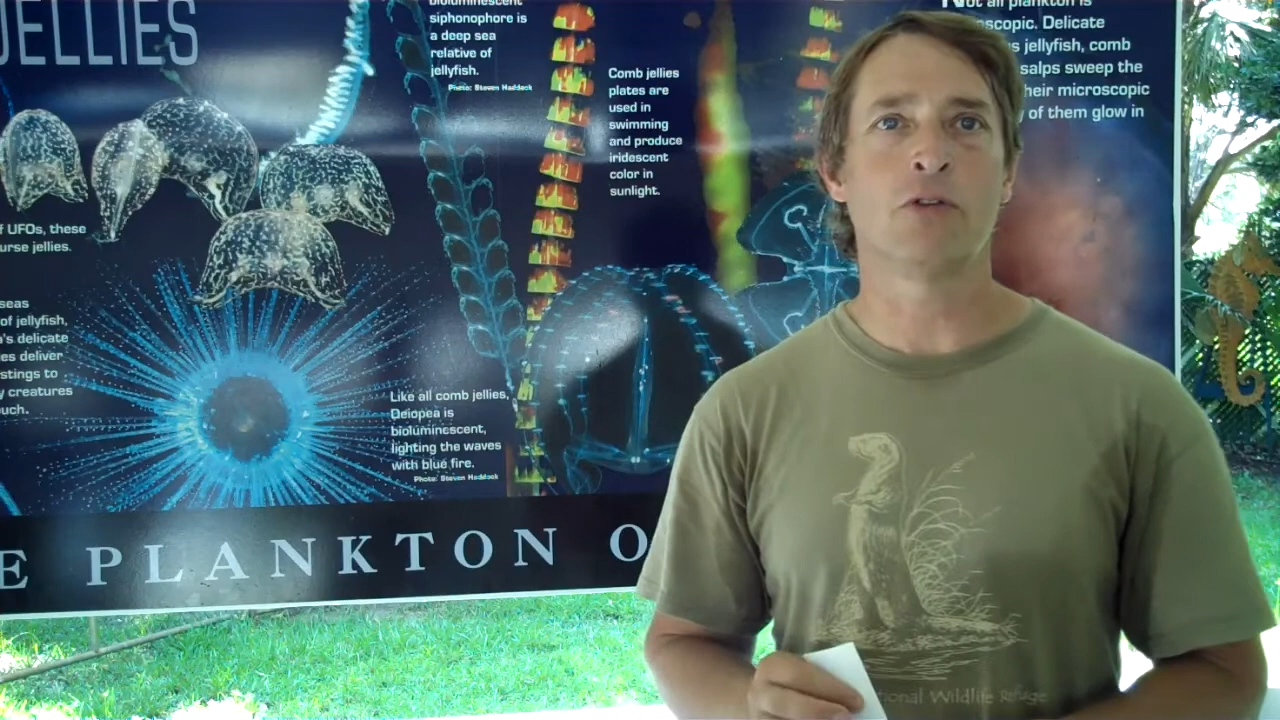 JELLIES
bioluminescent
siphonophore is
a deep sea
relative of
jellyfish.
Photo: Steven Haddock
Comb jellies
plates are
used in
swimming
and produce
iridescent
color in
sunlight.
Not all plankton is
scopic. Delicate
s jellyfish, comb
salps sweep the
heir microscopic
y of them glow in
f UFOs, these
urse jellies.
seas
of jellyfish,
a's delicate
es deliver
stings to
y creatures
uch.
Like all comb jellies,
Deiopea is
bioluminescent,
lighting the waves
with blue fire.
Photo: Steven Haddock
E PLANKTON O
tional Wildlife Refuge